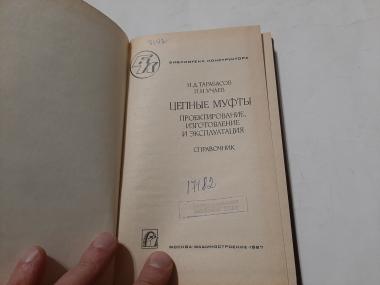 БИБЛИОТЕКА КОНСТРУКТОРА
И.Д.ТАРАБАСОВ
П.Н.УЧАЕВ
ЦЕПНЫЕ МУФТЫ
ПРОЕКТИРОВАНИЕ,
ИЗГОТОВЛЕНИЕ
И ЭКСПЛУАТАЦИЯ
СПРАВОЧНИК
17182
МОСКВА·МАШИНОСТРОЕНИЕ·1987